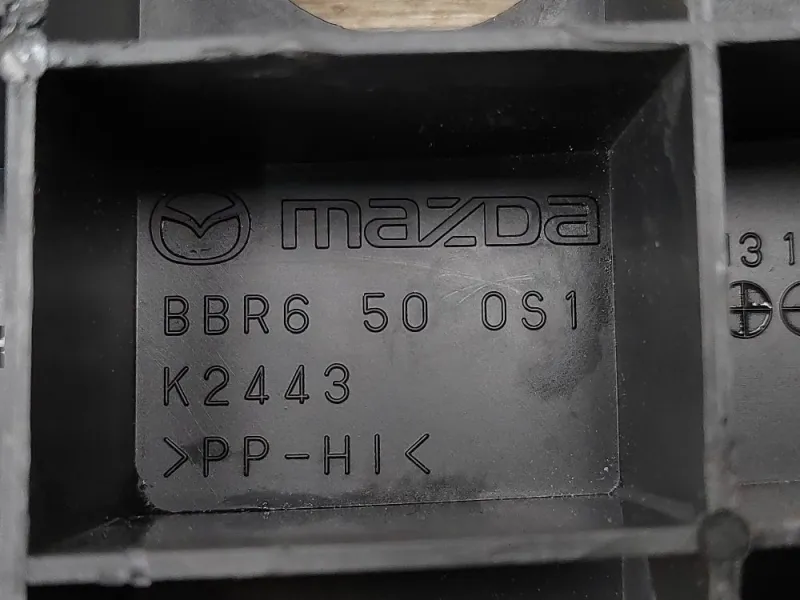 mazda
BBR6 50 0S1
K2443
>PP-HI<